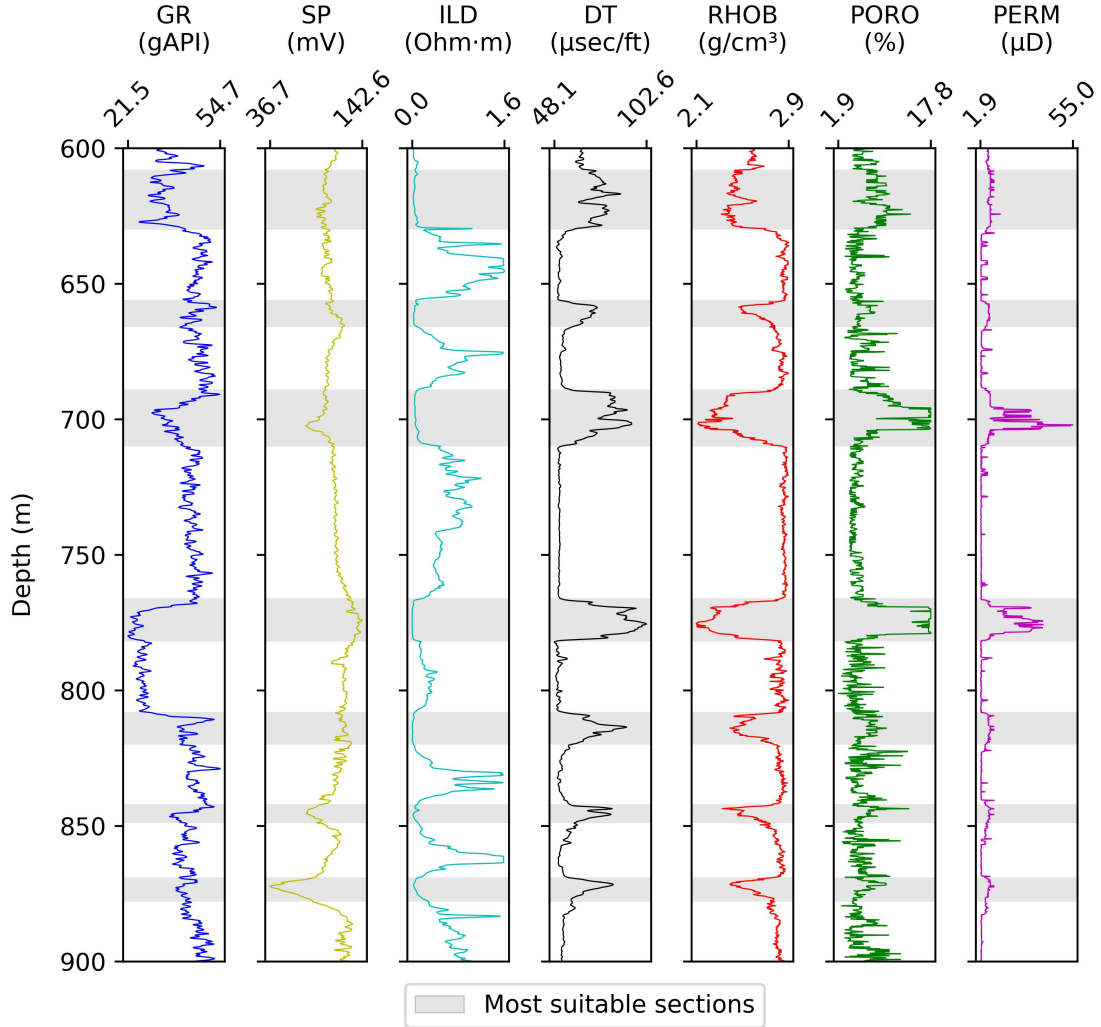 GR SP ILD DT RHOB PORO PERM
(gAPI) (mV) (Ohm·m) (μsec/ft) (g/cm³) (%) (μD)
21.5 54.7 36.7 142.6 0.0 1.6 48.1 102.6 2.1 2.9 1.9 17.8 1.9 55.0
600
650
700
750
800
850
900
Depth (m)
Most suitable sections